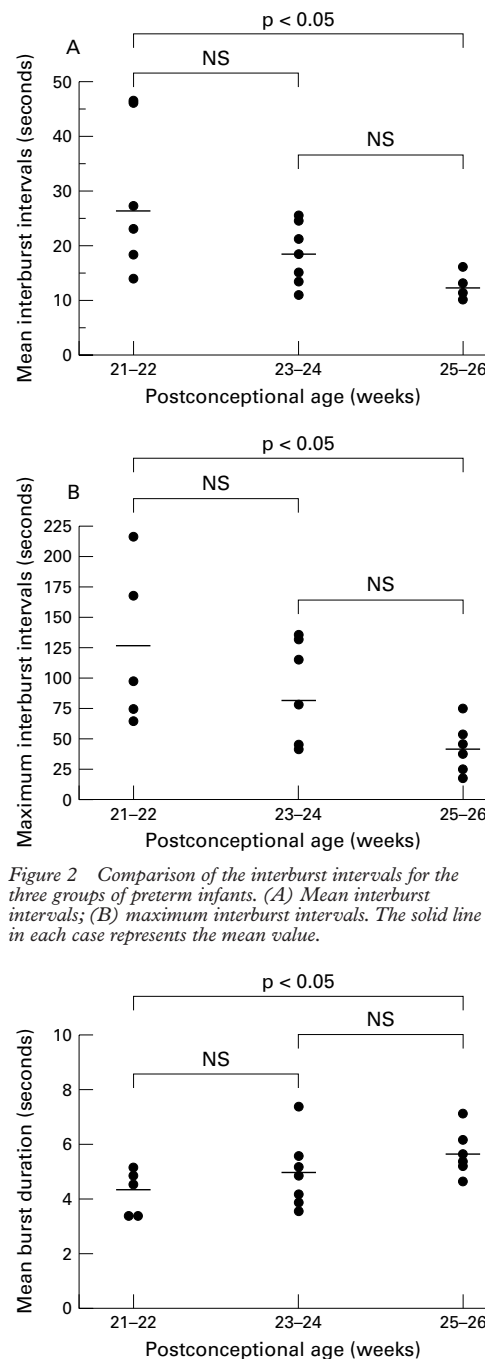 p < 0.05
A
NS
NS
50
40
30
20
10
0
Mean interburst intervals (seconds)
21–22
23–24
25–26
Postconceptional age (weeks)
p < 0.05
B
NS
NS
225
200
175
150
125
100
75
50
25
0
Maximum interburst intervals (seconds)
21–22
23–24
25–26
Postconceptional age (weeks)
Figure 2 Comparison of the interburst intervals for the
three groups of preterm infants. (A) Mean interburst
intervals; (B) maximum interburst intervals. The solid line
in each case represents the mean value.
p < 0.05
NS
NS
10
8
6
4
2
0
Mean burst duration (seconds)
21–22
23–24
25–26
Postconceptional age (weeks)